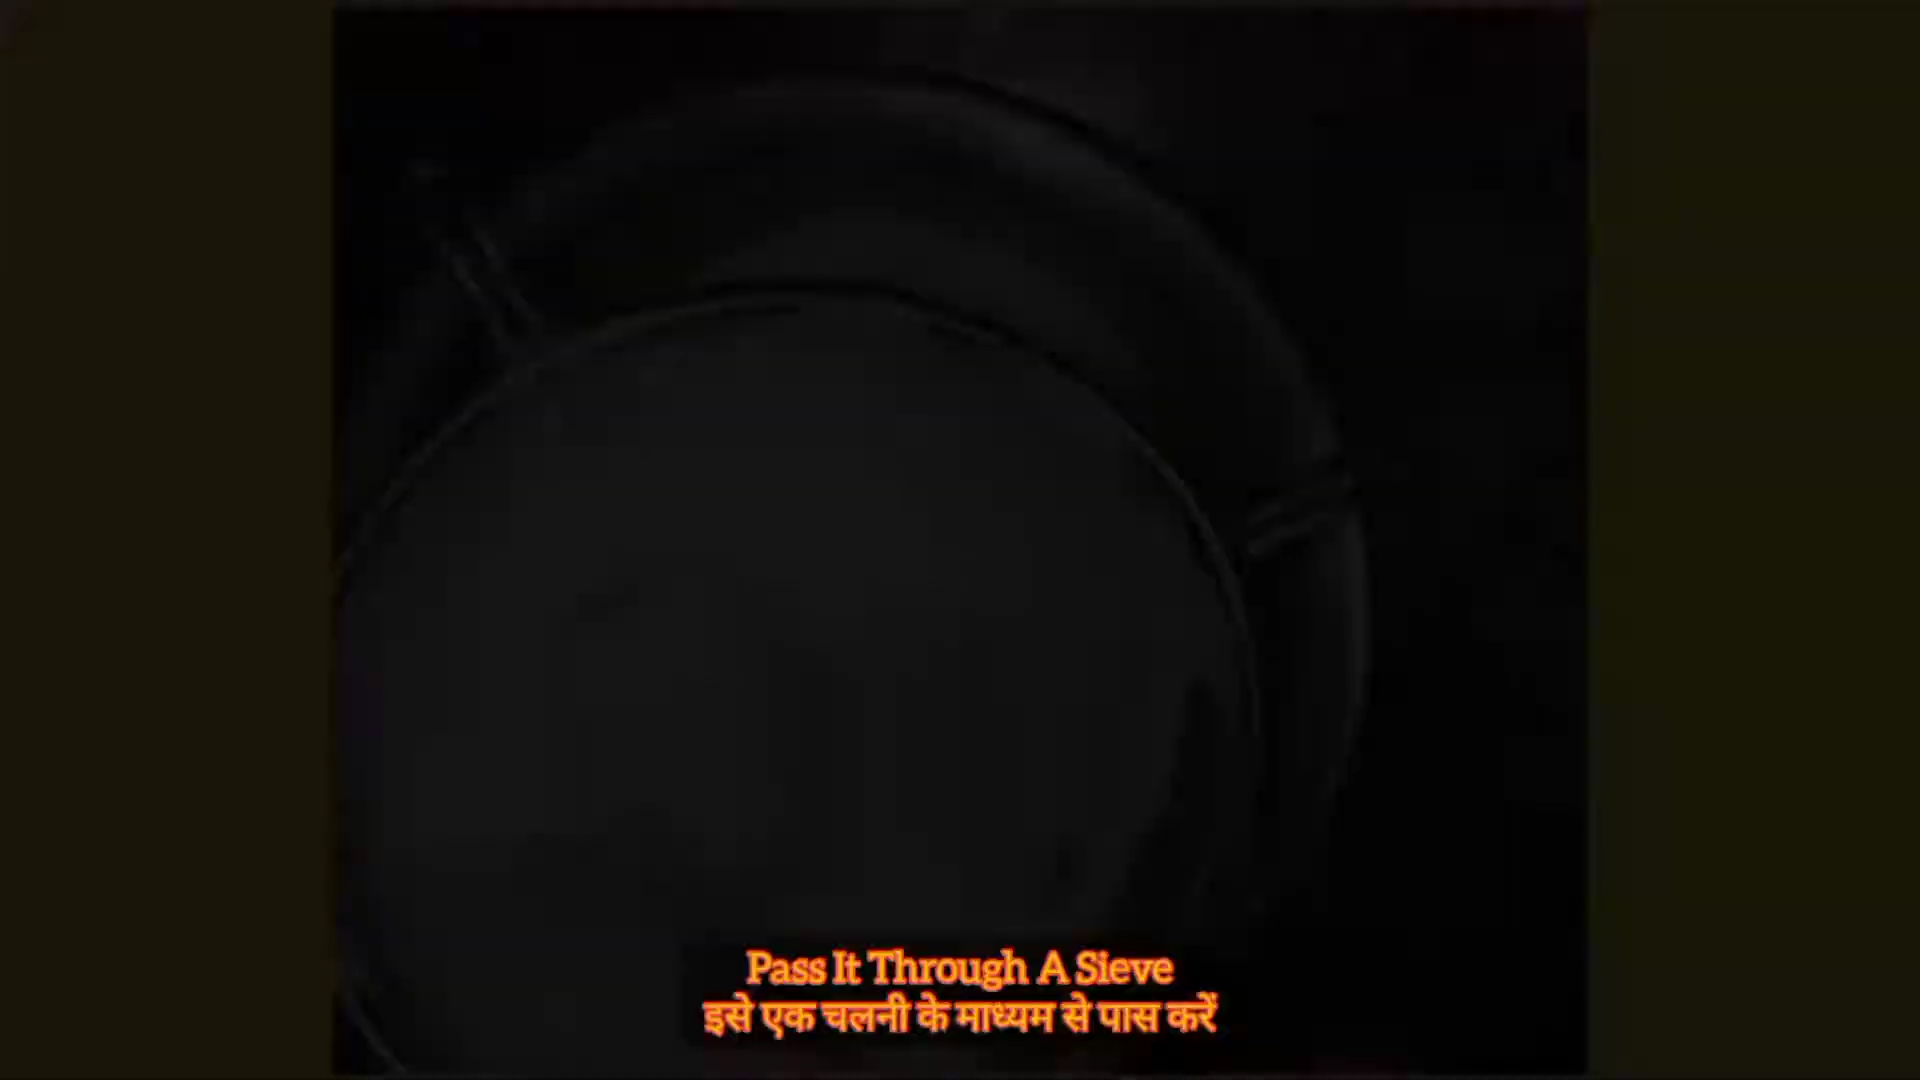 Pass It Through A Sieve
इसे एक चलनी के माध्यम से पास करें